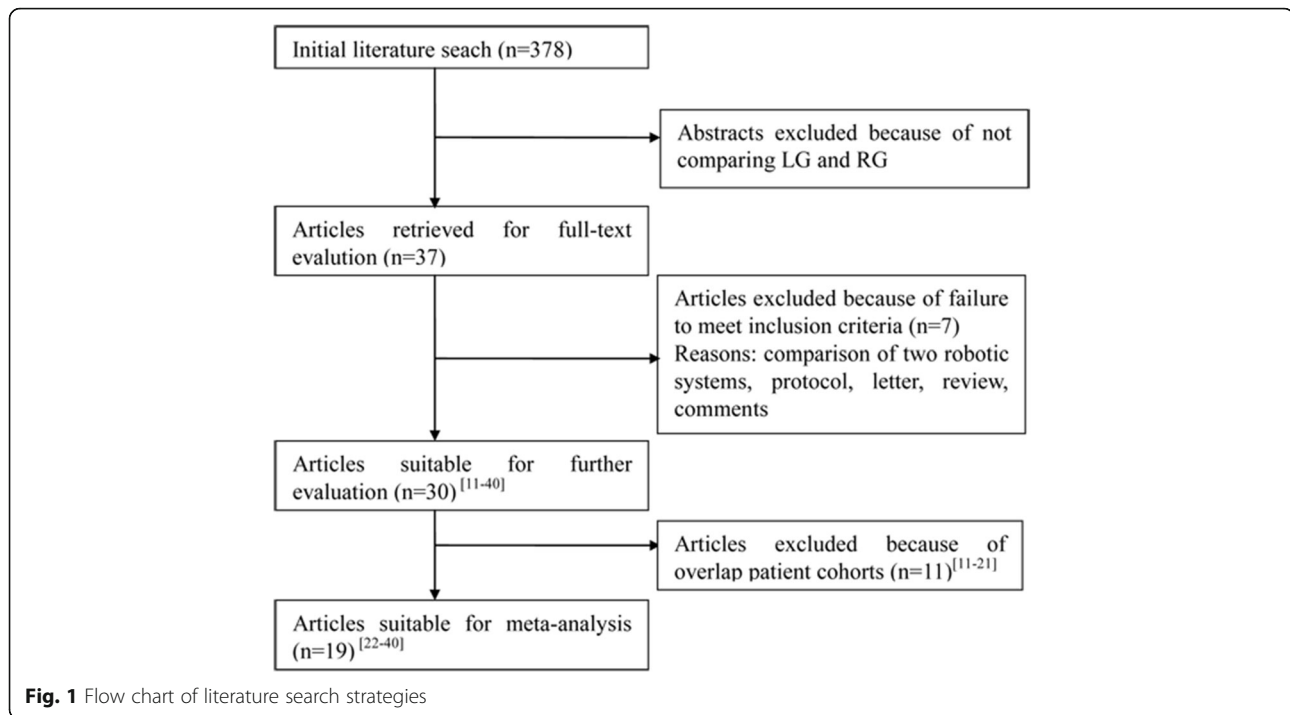 Initial literature seach (n=378)
Abstracts excluded because of not
comparing LG and RG
Articles retrieved for full-text
evalution (n=37)
Articles excluded because of failure
to meet inclusion criteria (n=7)
Reasons: comparison of two robotic
systems, protocol, letter, review,
comments
Articles suitable for further
evaluation (n=30)[11-40]
Articles excluded because of
overlap patient cohorts (n=11)[11-21]
Articles suitable for meta-analysis
(n=19)[22-40]
Fig. 1 Flow chart of literature search strategies